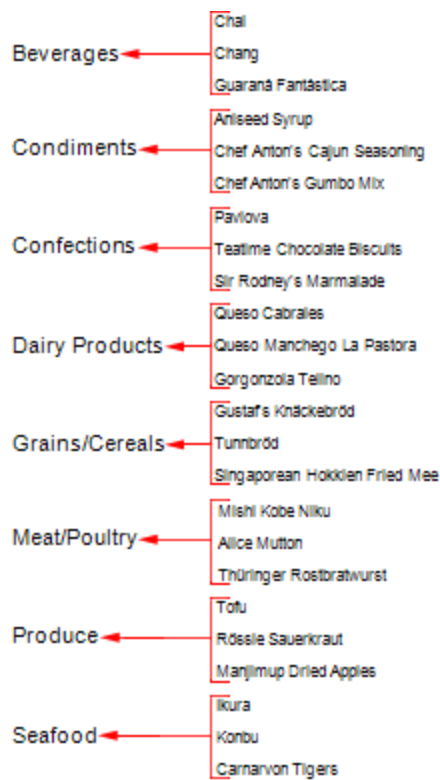 Chai
Beverages
Chang
Guaraná Fantástica
Aniseed Syrup
Condiments
Chef Anton's Cajun Seasoning
Chef Anton's Gumbo Mix
Pavlova
Confections
Teatime Chocolate Biscuits
Sir Rodney's Marmalade
Queso Cabrales
Dairy Products
Queso Manchego La Pastora
Gorgonzola Telino
Gustaf's Knäckebröd
Grains/Cereals
Tunnbröd
Singaporean Hokkien Fried Mee
Mishi Kobe Niku
Meat/Poultry
Alice Mutton
Thüringer Rostbratwurst
Tofu
Produce
Rössle Sauerkraut
Manjimup Dried Apples
Ikura
Seafood
Konbu
Carnarvon Tigers